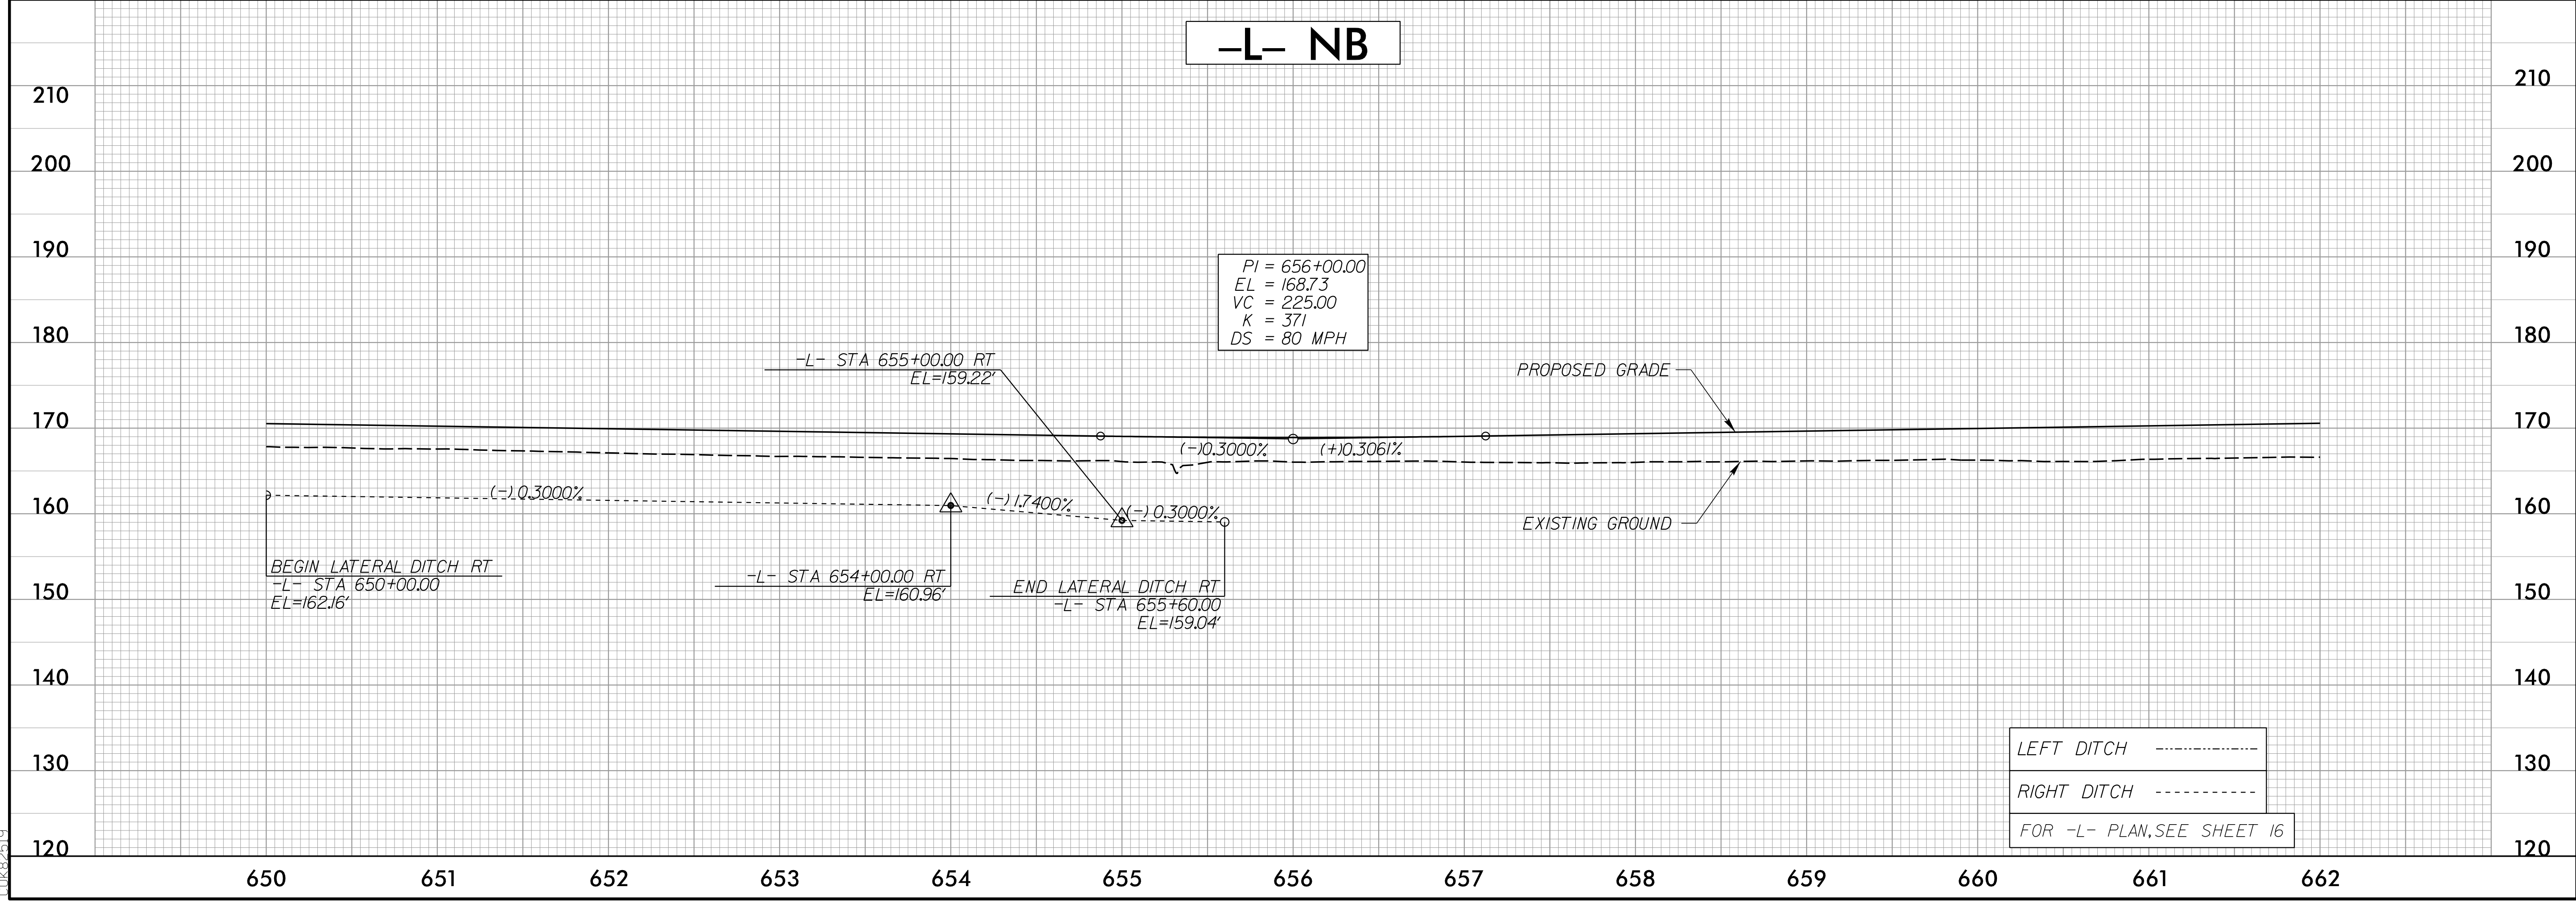 -L- NB
210 210
200 200
190 190
180 180
170 170
160 160
150 150
140 140
130 130
120 120
PI = 656+00.00
EL = 168.73
VC = 225.00
K = 371
DS = 80 MPH
-L- STA 655+00.00 RT
EL=159.22'
PROPOSED GRADE
(-)0.3000% (+)0.3061%
(-)0.3000%
(-)1.7400%
(-)0.3000%
EXISTING GROUND
BEGIN LATERAL DITCH RT
-L- STA 650+00.00
EL=162.16'
-L- STA 654+00.00 RT
EL=160.96'
END LATERAL DITCH RT
-L- STA 655+60.00
EL=159.04'
LEFT DITCH
RIGHT DITCH
FOR -L- PLAN, SEE SHEET 16
650 651 652 653 654 655 656 657 658 659 660 661 662